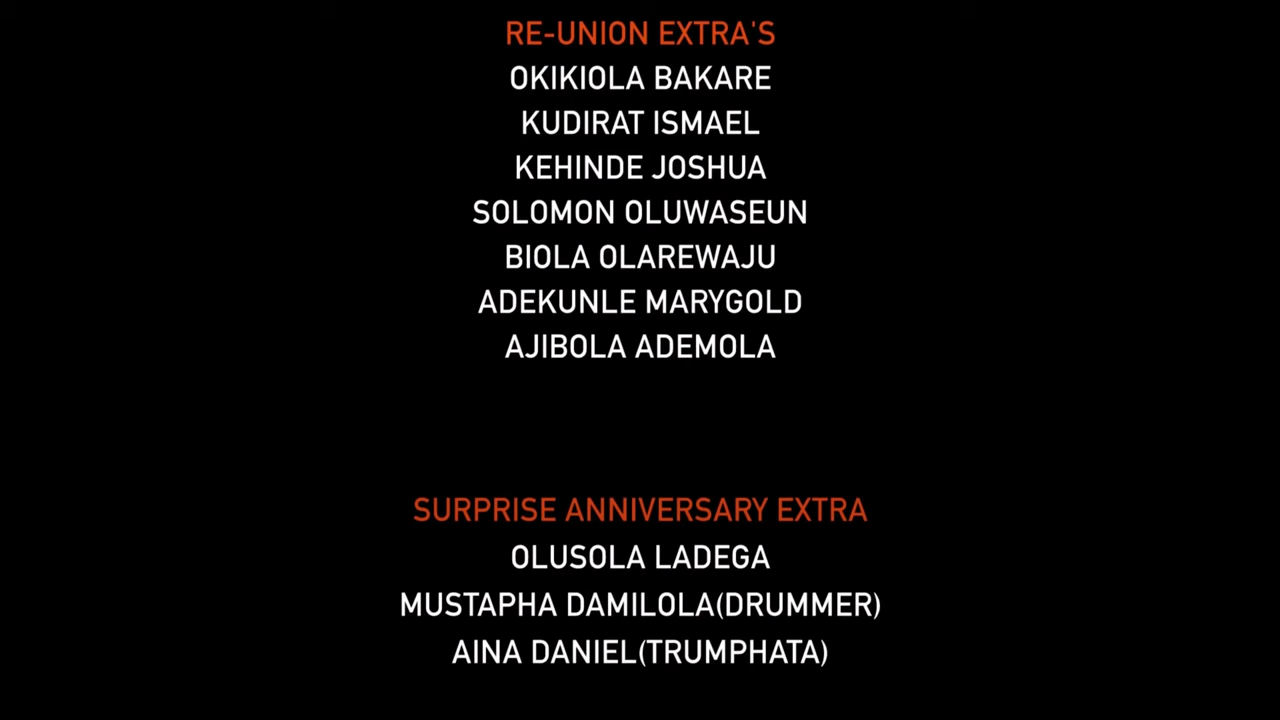 RE-UNION EXTRA'S
OKIKIOLA BAKARE
KUDIRAT ISMAEL
KEHINDE JOSHUA
SOLOMON OLUWASEUN
BIOLA OLAREWAJU
ADEKUNLE MARYGOLD
AJIBOLA ADEMOLA
SURPRISE ANNIVERSARY EXTRA
OLUSOLA LADEGA
MUSTAPHA DAMILOLA(DRUMMER)
AINA DANIEL(TRUMPHATA)